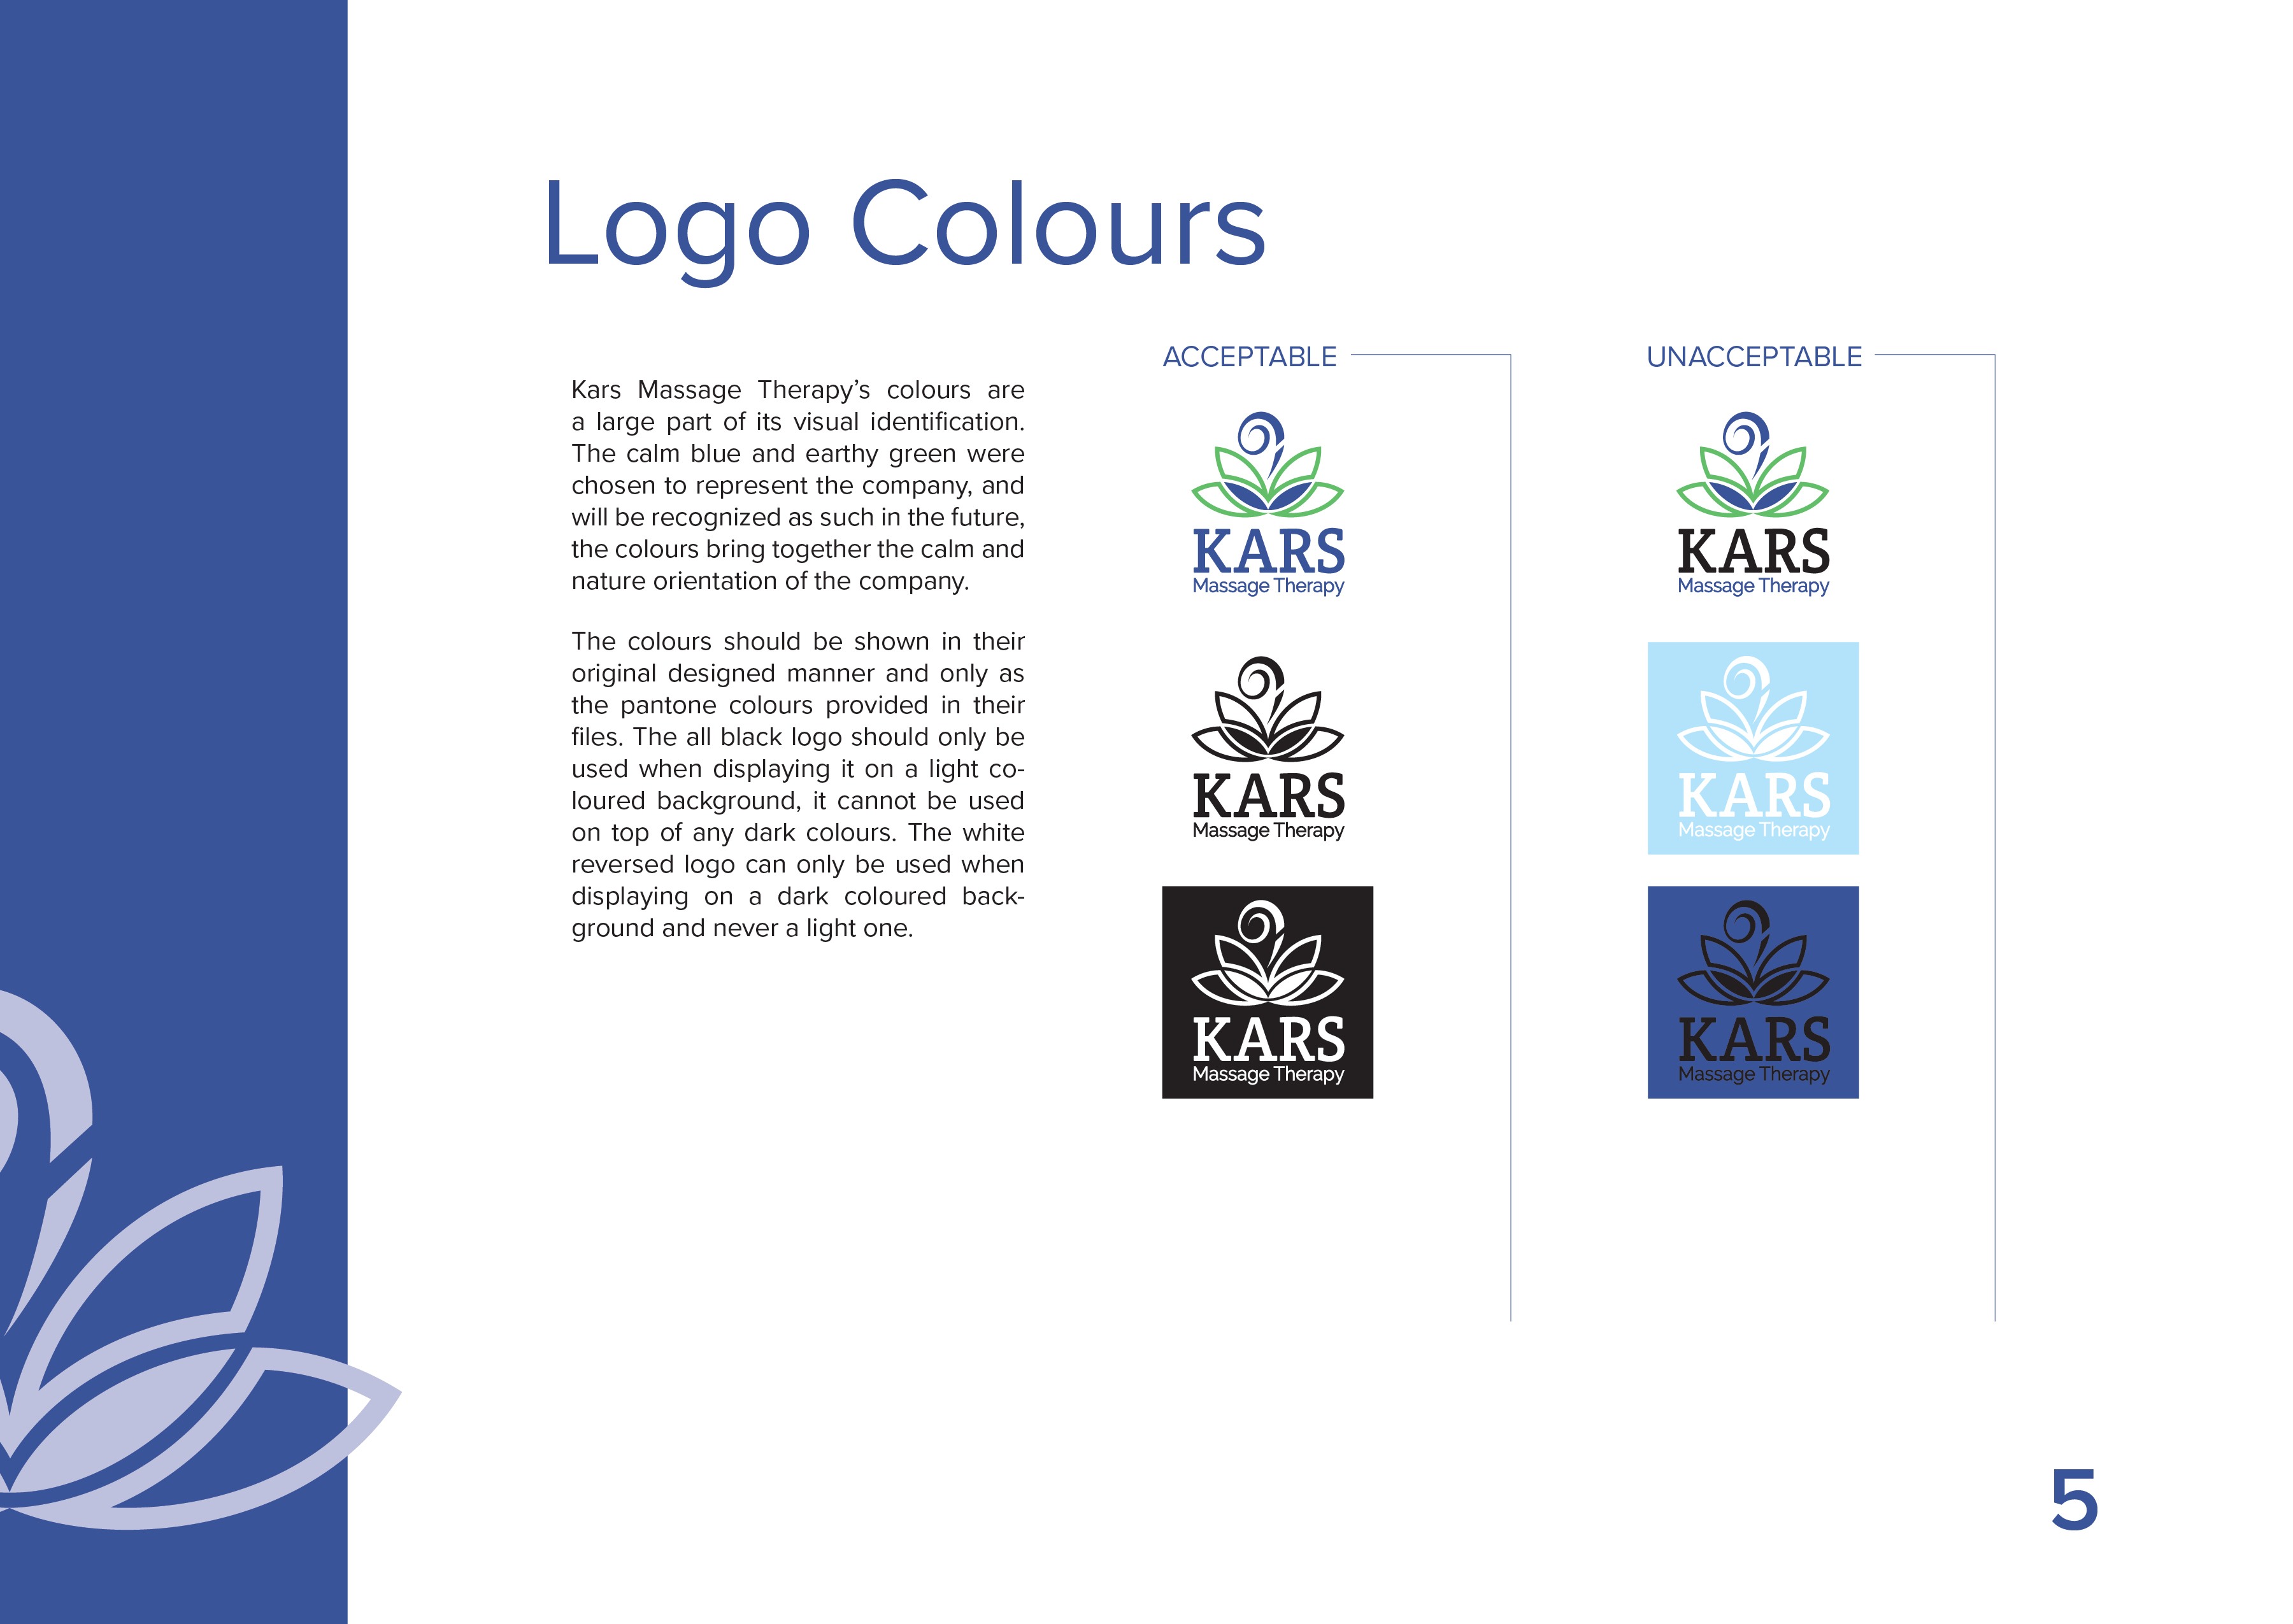 Logo Colours
Kars Massage Therapy’s colours are
a large part of its visual identification.
The calm blue and earthy green were
chosen to represent the company, and
will be recognized as such in the future,
the colours bring together the calm and
nature orientation of the company.
The colours should be shown in their
original designed manner and only as
the pantone colours provided in their
files. The all black logo should only be
used when displaying it on a light co-
loured background, it cannot be used
on top of any dark colours. The white
reversed logo can only be used when
displaying on a dark coloured back-
ground and never a light one.
ACCEPTABLE
KARS
Massage Therapy
KARS
Massage Therapy
KARS
Massage Therapy
UNACCEPTABLE
KARS
Massage Therapy
KARS
Massage Therapy
KARS
Massage Therapy
5